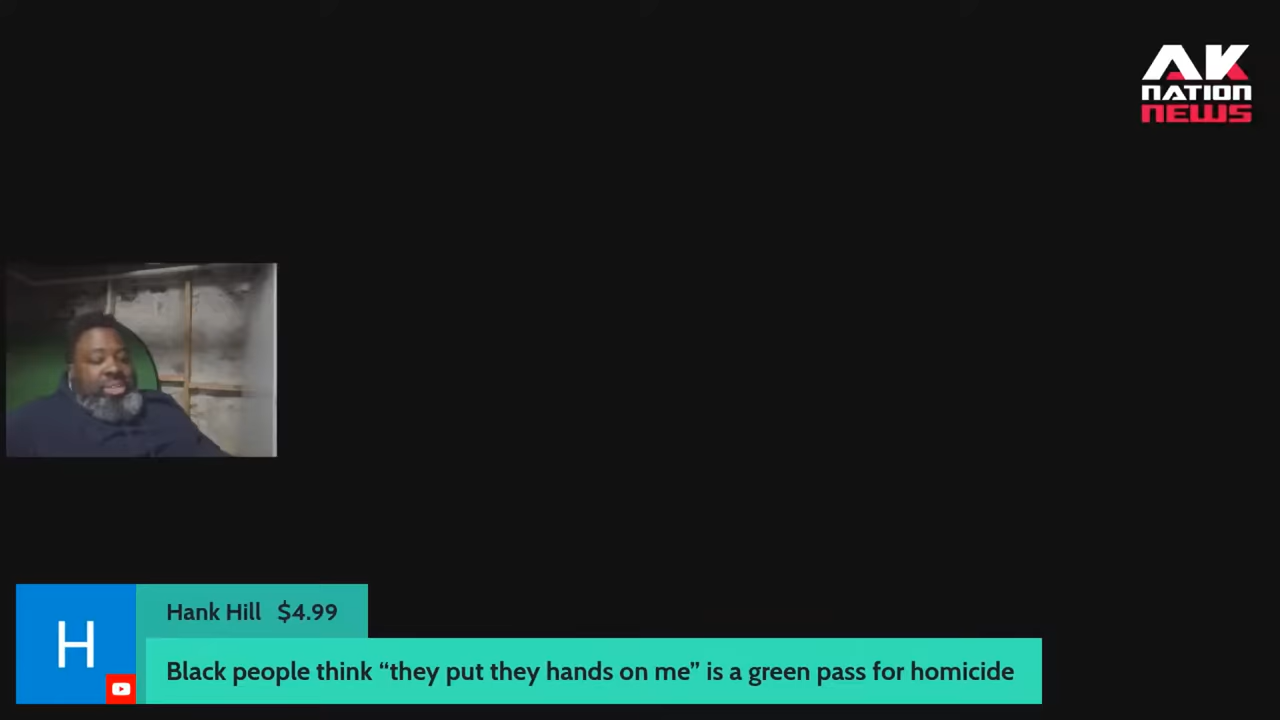 AK
NATION
NEWS
Hank Hill $4.99
H
Black people think “they put they hands on me” is a green pass for homicide